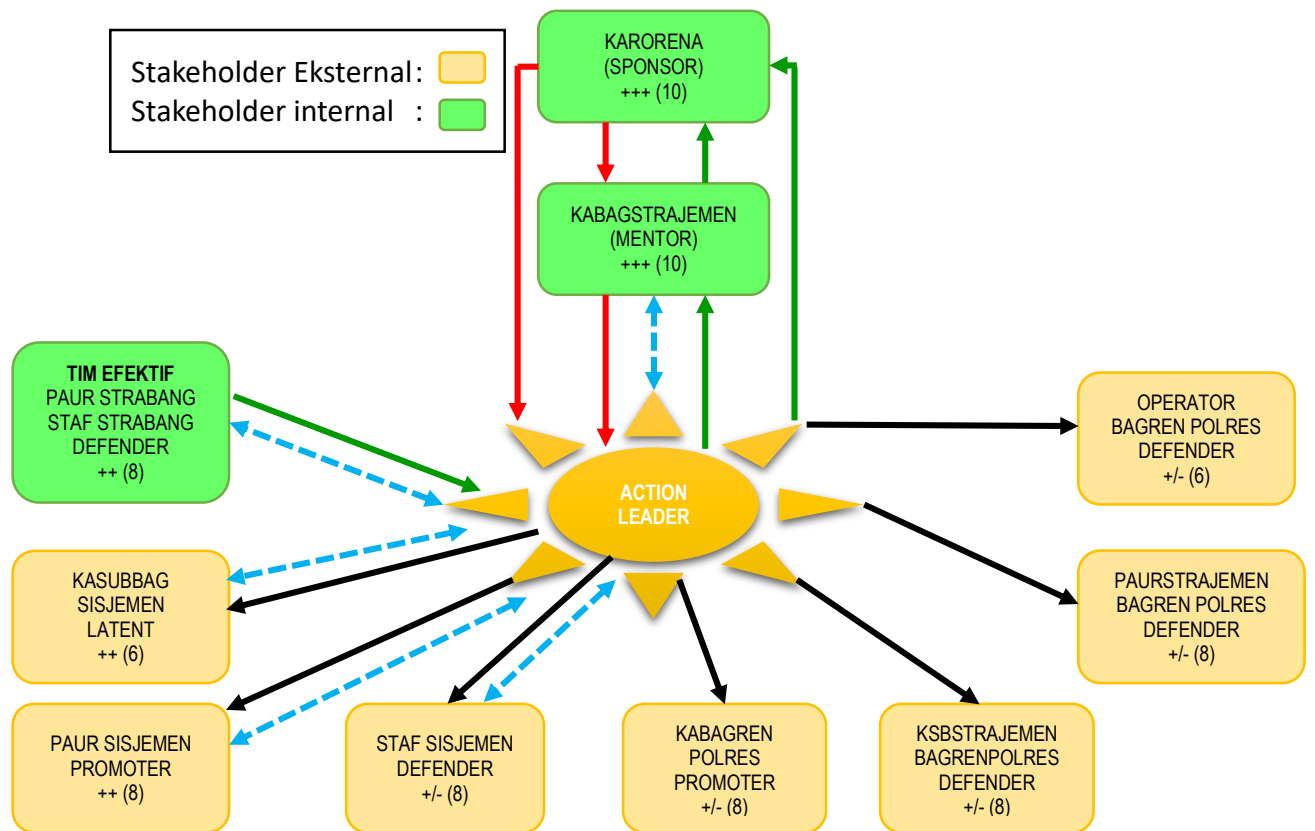 Stakeholder Eksternal:
Stakeholder internal :
KARORENA
(SPONSOR)
+++ (10)
KABAGSTRAJEMEN
(MENTOR)
+++ (10)
TIM EFEKTIF
PAUR STRABANG
STAF STRABANG
DEFENDER
++ (8)
OPERATOR
BAGREN POLRES
DEFENDER
+/- (6)
ACTION
LEADER
KASUBBAG
SISJEMEN
LATENT
++ (6)
PAURSTRAJEMEN
BAGREN POLRES
DEFENDER
+/- (8)
PAUR SISJEMEN
PROMOTER
++ (8)
STAF SISJEMEN
DEFENDER
+/- (8)
KABAGREN
POLRES
PROMOTER
+/- (8)
KSBSTRAJEMEN
BAGRENPOLRES
DEFENDER
+/- (8)